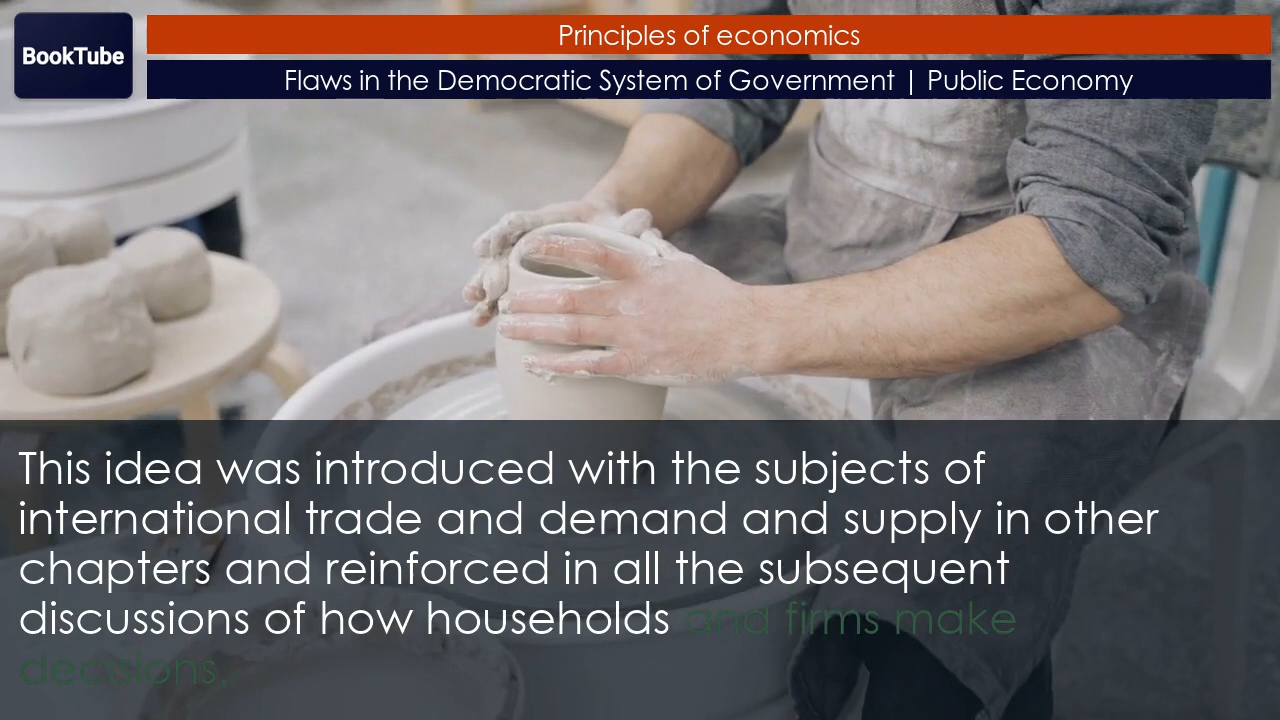 BookTube
Principles of economics
Flaws in the Democratic System of Government | Public Economy
This idea was introduced with the subjects of
international trade and demand and supply in other
chapters and reinforced in all the subsequent
discussions of how households and firms make
decisions.